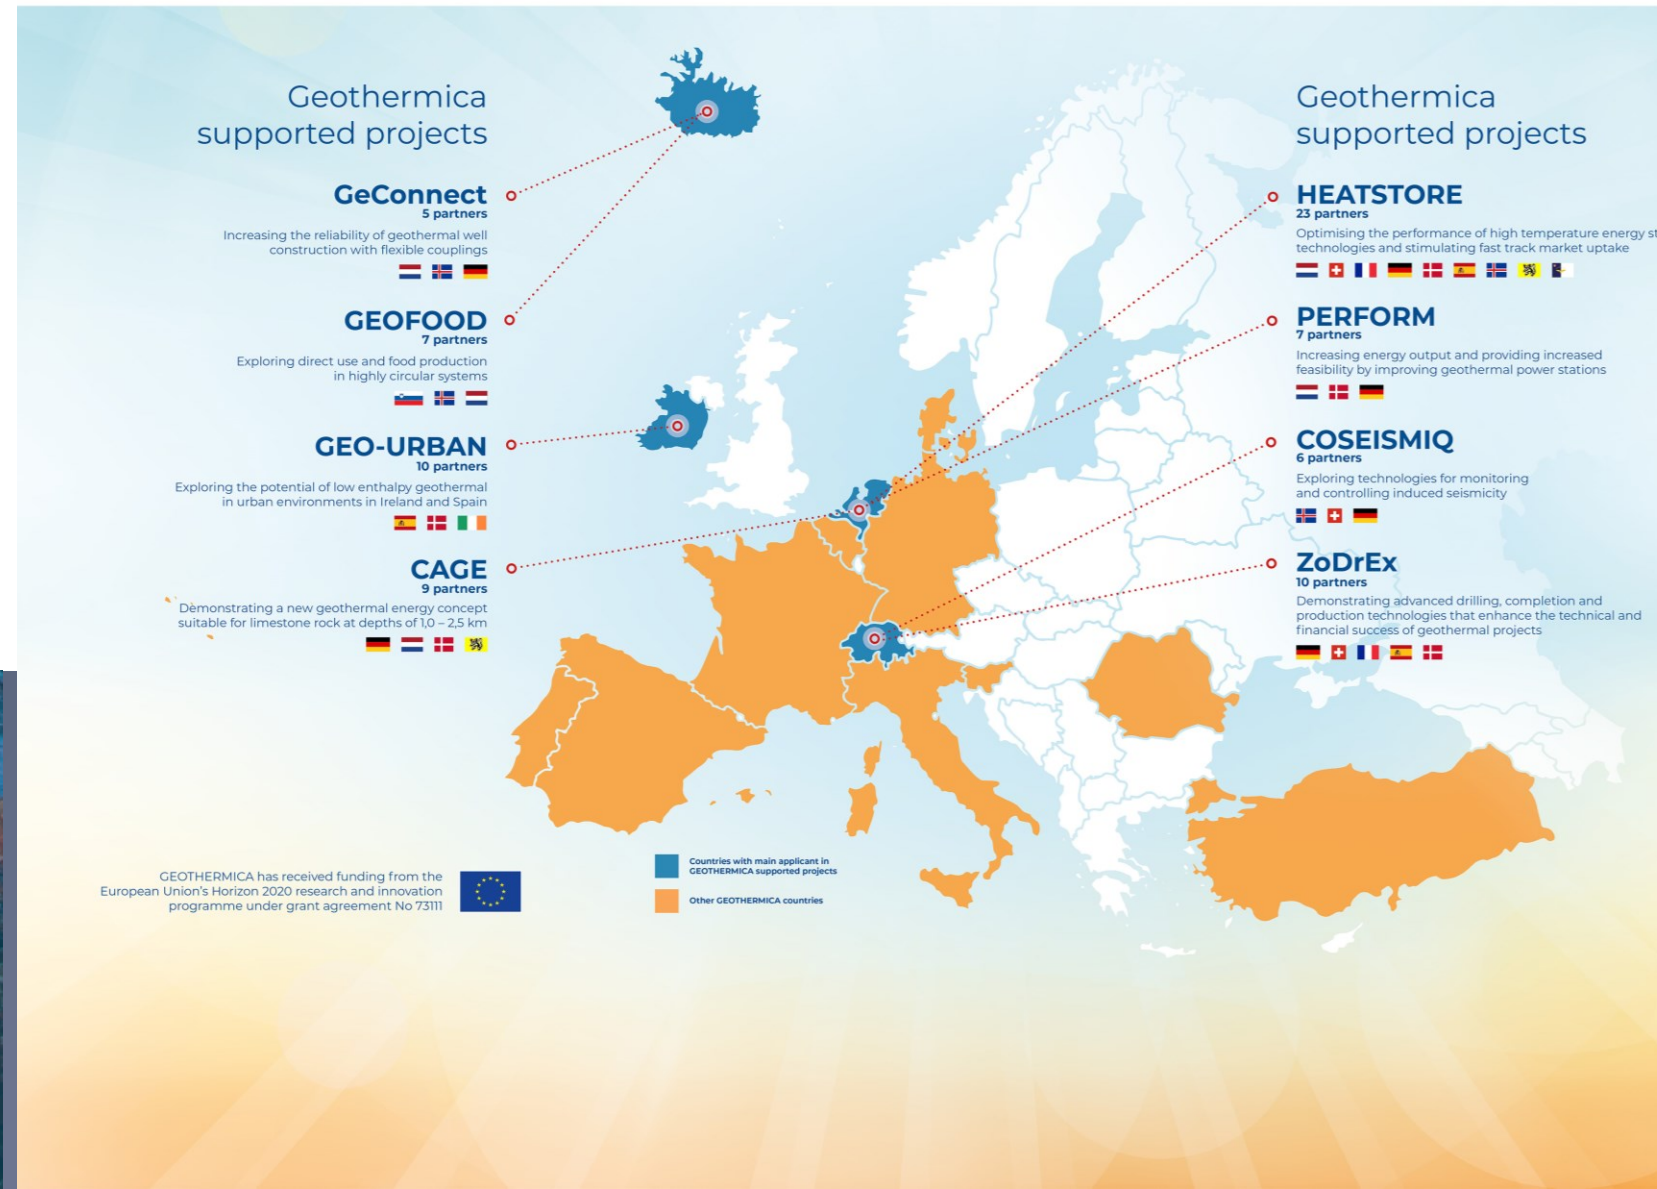 Geothermica
supported projects
GeConnect
5 partners
Increasing the reliability of geothermal well
construction with flexible couplings
GEOFOOD
7 partners
Exploring direct use and food production
in highly circular systems
GEO-URBAN
10 partners
Exploring the potential of low enthalpy geothermal
in urban environments in Ireland and Spain
CAGE
9 partners
Demonstrating a new geothermal energy concept
suitable for limestone rock at depths of 1,0 – 2,5 km
GEOTHERMICA has received funding from the
European Union's Horizon 2020 research and innovation
programme under grant agreement No 73111
Countries with main applicant in
GEOTHERMICA supported projects
Other GEOTHERMICA countries
Geothermica
supported projects
HEATSTORE
23 partners
Optimising the performance of high temperature energy st
technologies and stimulating fast track market uptake
PERFORM
7 partners
Increasing energy output and providing increased
feasibility by improving geothermal power stations
COSEISMIQ
6 partners
Exploring technologies for monitoring
and controlling induced seismicity
ZoDrEx
10 partners
Demonstrating advanced drilling, completion and
production technologies that enhance the technical and
financial success of geothermal projects